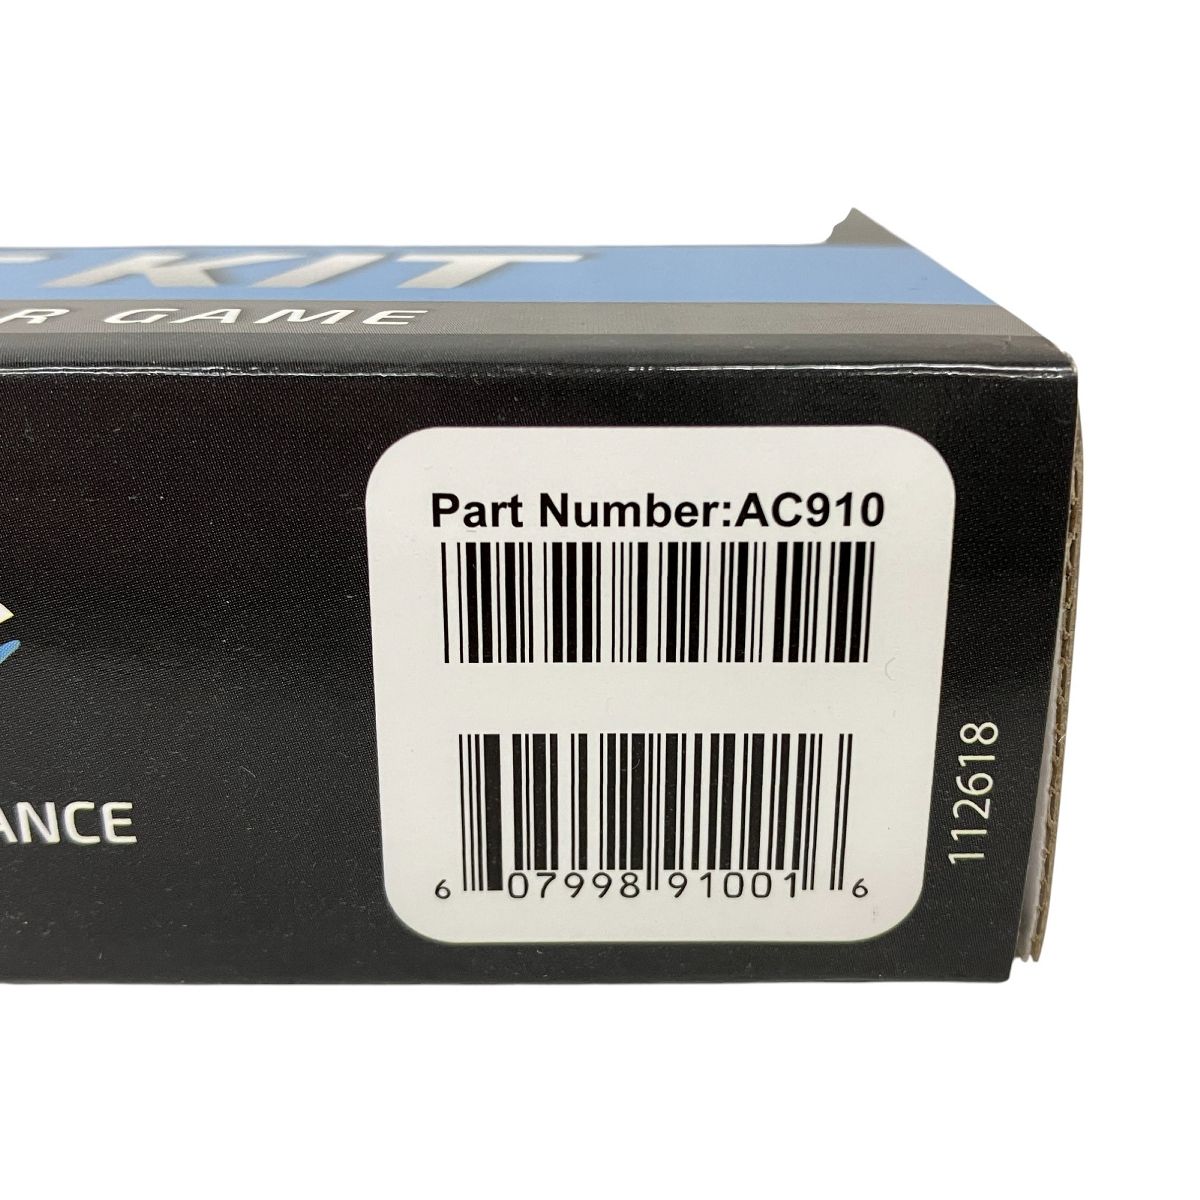 KIT
R GAME
Part Number:AC910
ANCE
112618
6 07998 91001 6